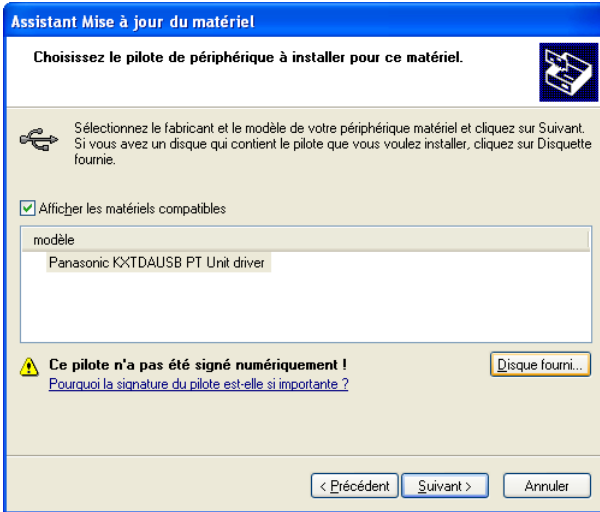 Assistant Mise à jour du matériel
Choisissez le pilote de périphérique à installer pour ce matériel.
Sélectionnez le fabricant et le modèle de votre périphérique matériel et cliquez sur Suivant.
Si vous avez un disque qui contient le pilote que vous voulez installer, cliquez sur Disquette
fournie.
Afficher les matériels compatibles
modèle
Panasonic KXTDAUSB PT Unit driver
Ce pilote n'a pas été signé numériquement !
Disque fourni...
Pourquoi la signature du pilote est-elle si importante ?
< Précédent
Suivant >
Annuler